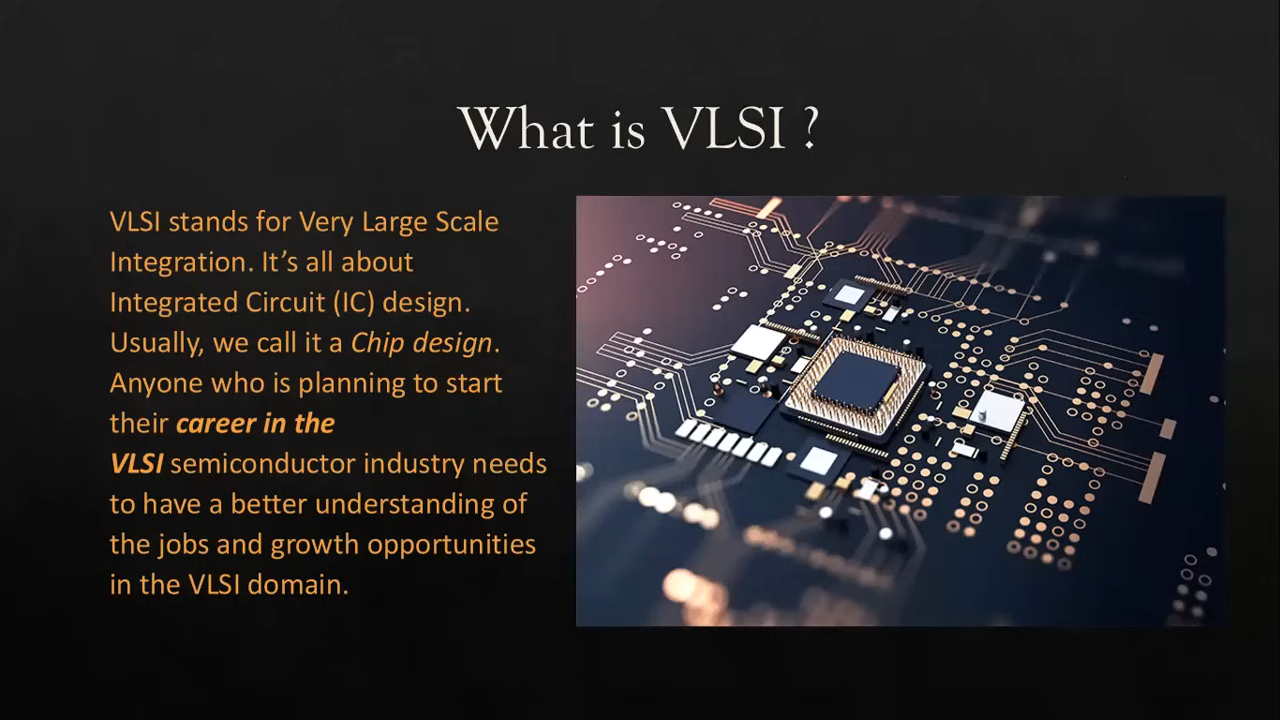 What is VLSI ?
VLSI stands for Very Large Scale
Integration. It’s all about
Integrated Circuit (IC) design.
Usually, we call it a Chip design.
Anyone who is planning to start
their career in the
VLSI semiconductor industry needs
to have a better understanding of
the jobs and growth opportunities
in the VLSI domain.